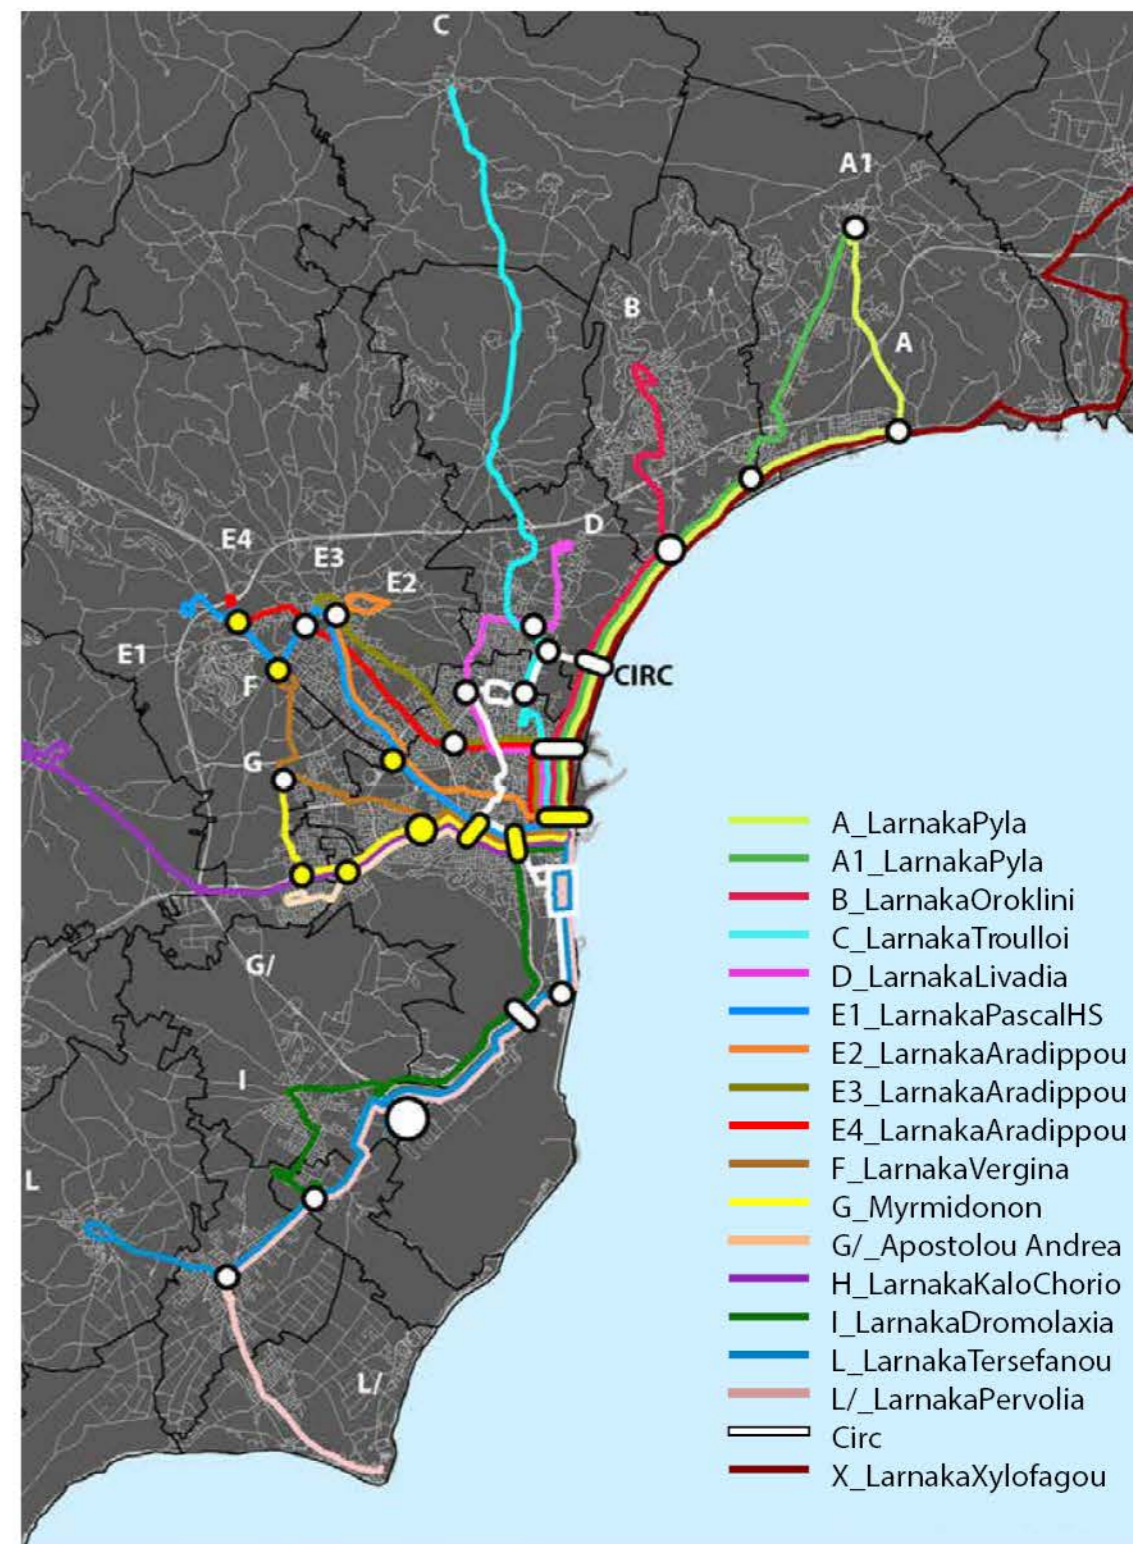 C
A1
B
A
D
E4
E3
E2
E1
CIRC
F
G
G/
I
L
L/
A_LarnakaPyla
A1_LarnakaPyla
B_LarnakaOroklini
C_LarnakaTroulloi
D_LarnakaLivadia
E1_LarnakaPascalHS
E2_LarnakaAradippou
E3_LarnakaAradippou
E4_LarnakaAradippou
F_LarnakaVergina
G_Myrmidonon
G/_Apostolou Andrea
H_LarnakaKaloChorio
I_LarnakaDromolaxia
L_LarnakaTersefanou
L/_LarnakaPervolia
Circ
X_LarnakaXylofagou